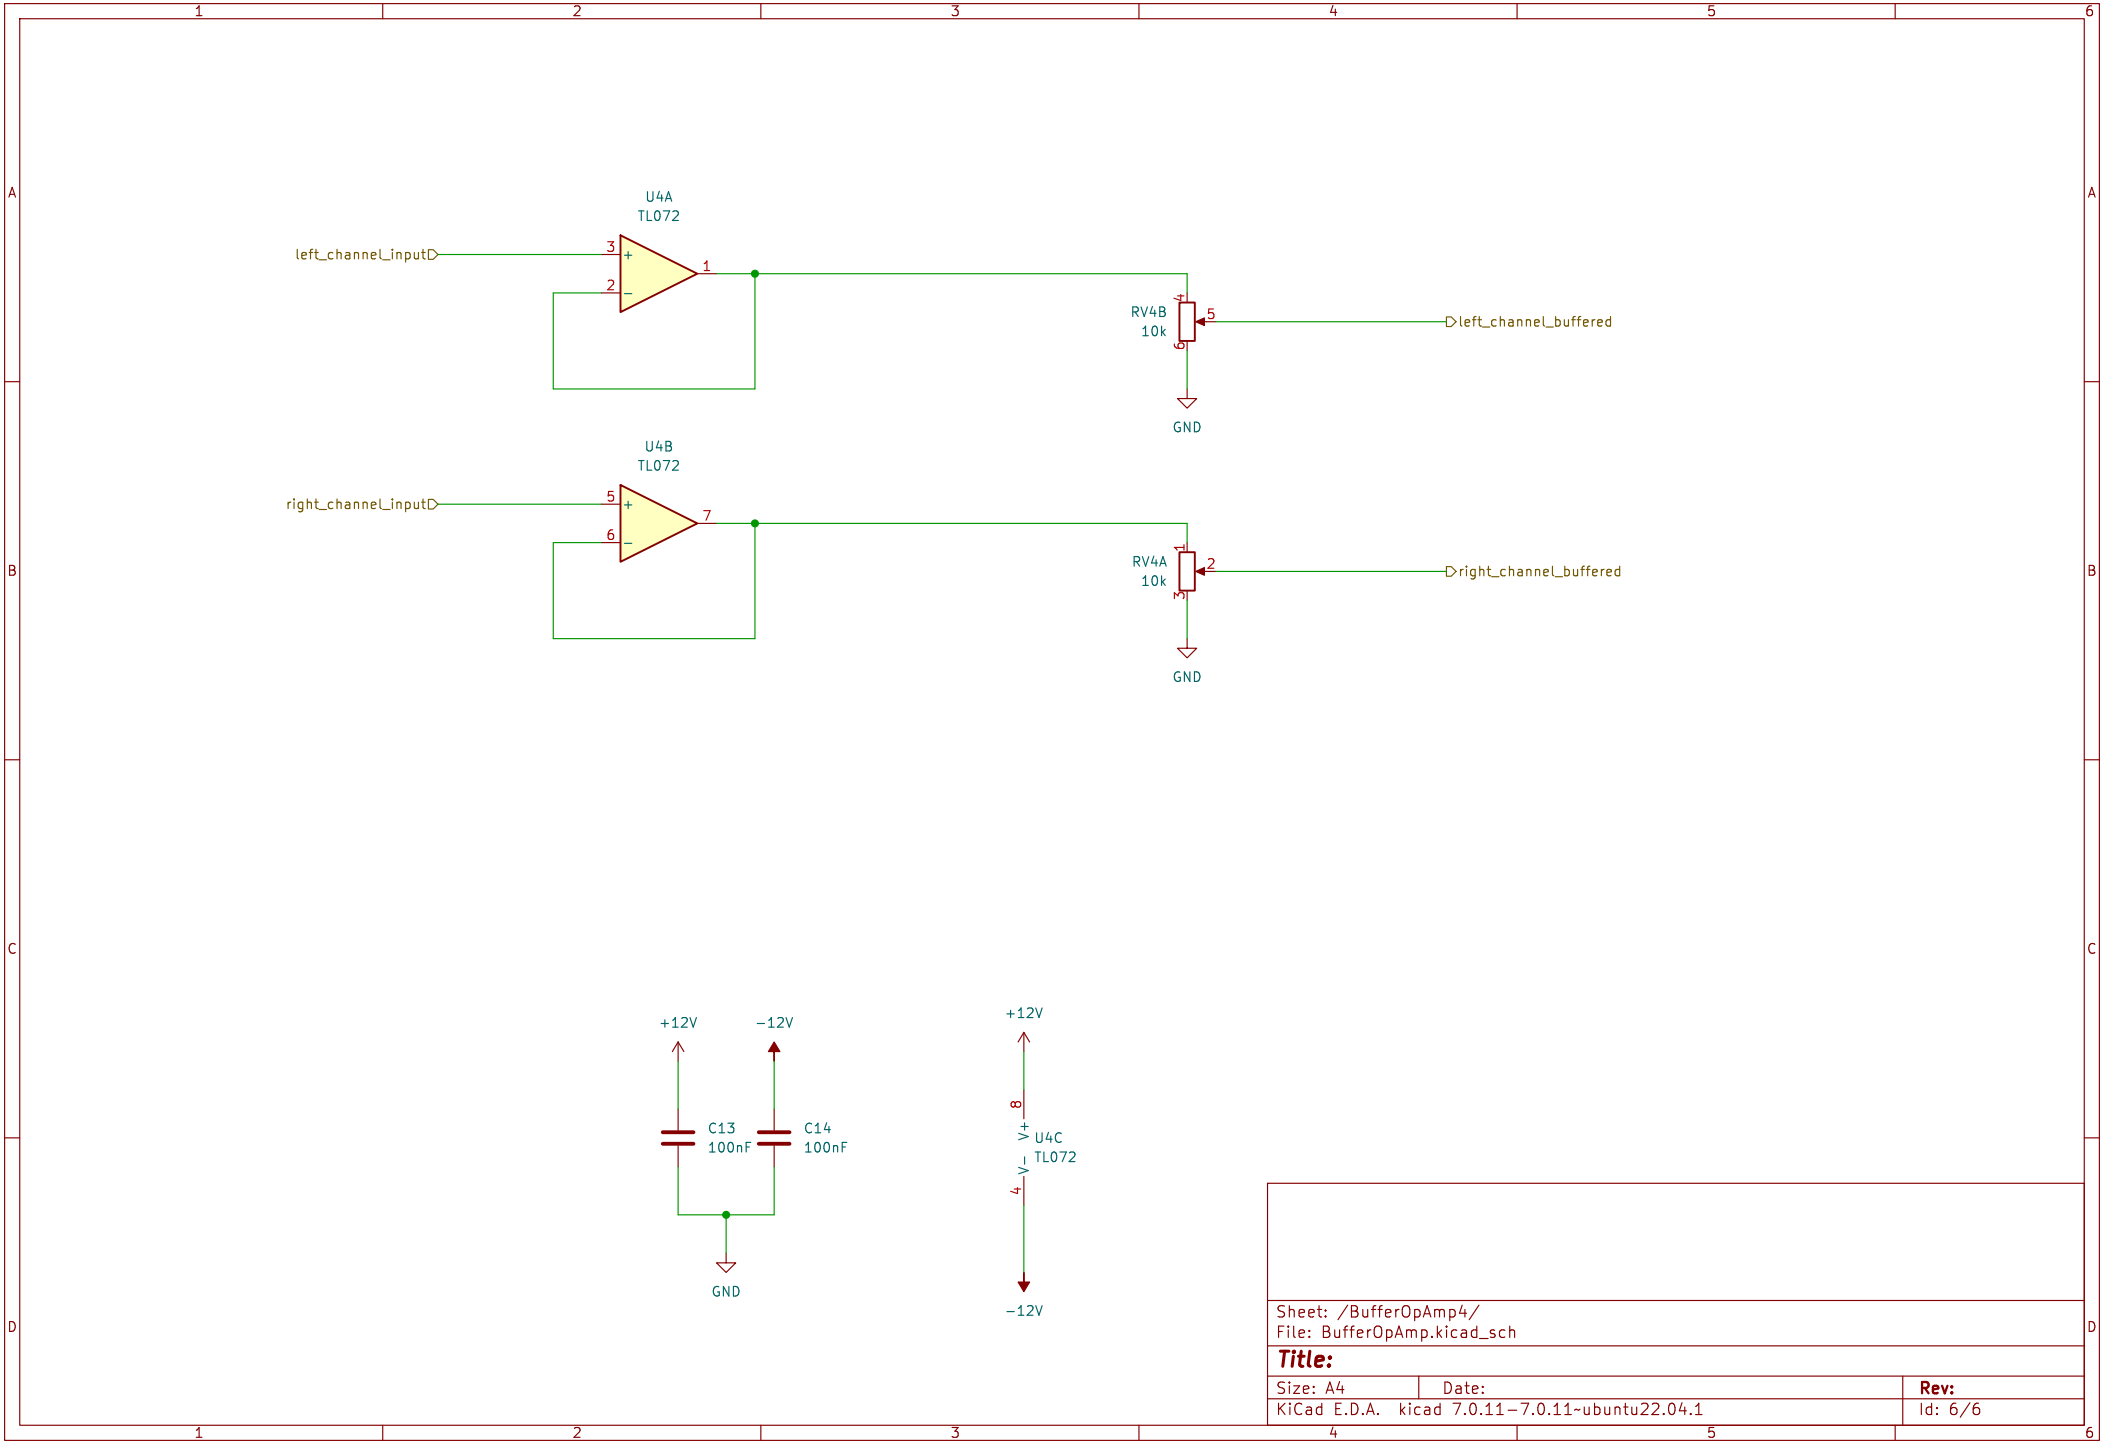 1 2 3 4 5 6
A A
U4A
TL072
left_channel_input
3
+
2
−
1
RV4B
10k
4
5
6
left_channel_buffered
GND
U4B
TL072
right_channel_input
5
+
6
−
7
B B
RV4A
10k
1
2
3
right_channel_buffered
GND
C C
+12V
-12V
+12V
C13
100nF
C14
100nF
8
V+
U4C
TL072
V-
4
GND
-12V
D D
Sheet: /BufferOpAmp4/
File: BufferOpAmp.kicad_sch
Title:
Size: A4 Date: Rev:
KiCad E.D.A. kicad 7.0.11-7.0.11~ubuntu22.04.1 Id: 6/6
1 2 3 4 5 6